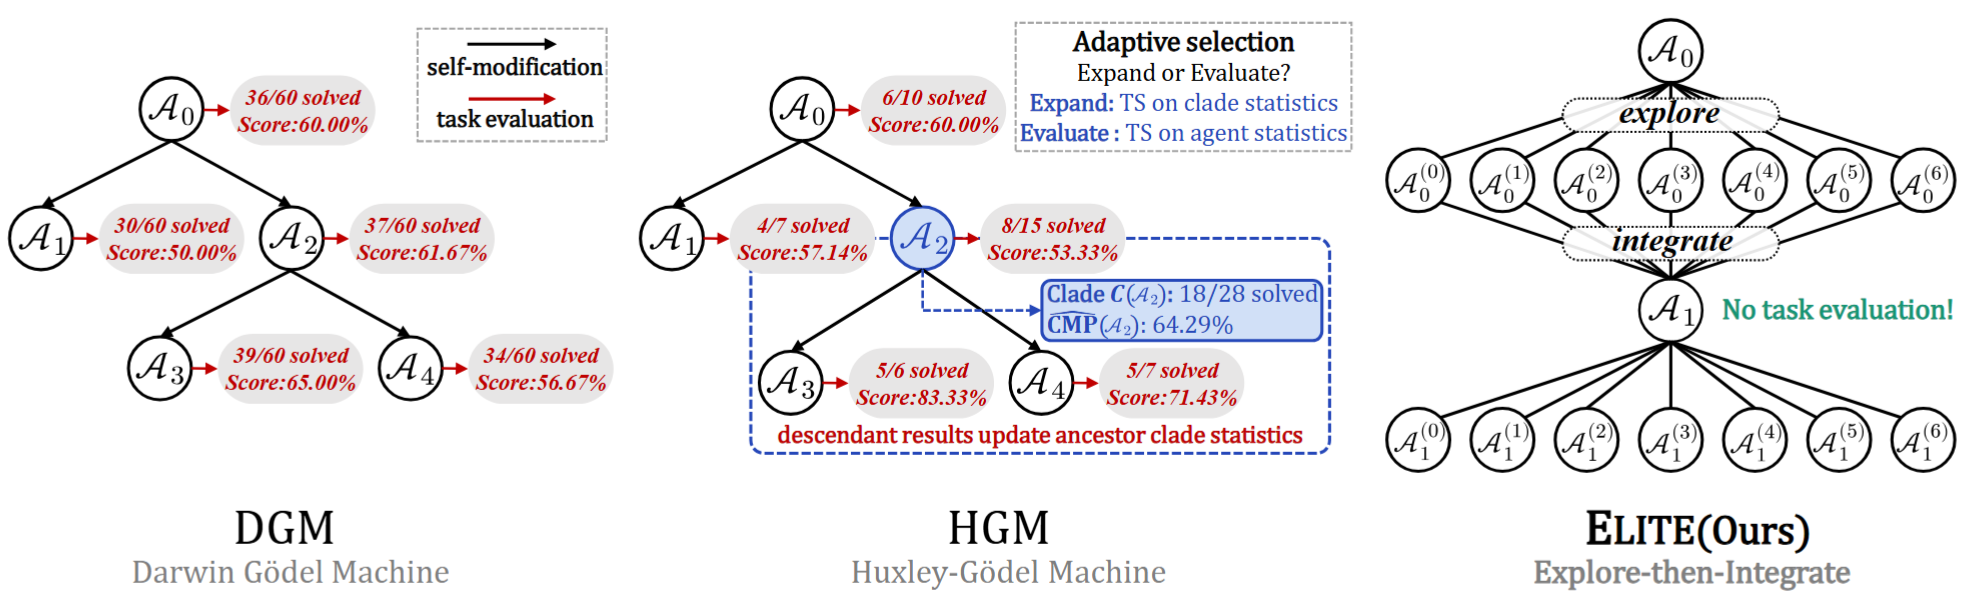 self-modification
task evaluation
A0
36/60 solved
Score:60.00%
A1
30/60 solved
Score:50.00%
A2
37/60 solved
Score:61.67%
A3
39/60 solved
Score:65.00%
A4
34/60 solved
Score:56.67%
DGM
Darwin Gödel Machine
Adaptive selection
Expand or Evaluate?
Expand: TS on clade statistics
Evaluate : TS on agent statistics
A0
6/10 solved
Score:60.00%
A1
4/7 solved
Score:57.14%
A2
8/15 solved
Score:53.33%
Clade C(A2): 18/28 solved
CMP(A2): 64.29%
A3
5/6 solved
Score:83.33%
A4
5/7 solved
Score:71.43%
descendant results update ancestor clade statistics
HGM
Huxley-Gödel Machine
A0
explore
A0(0) A0(1) A0(2) A0(3) A0(4) A0(5) A0(6)
integrate
A1 No task evaluation!
A1(0) A1(1) A1(2) A1(3) A1(4) A1(5) A1(6)
ELITE(Ours)
Explore-then-Integrate